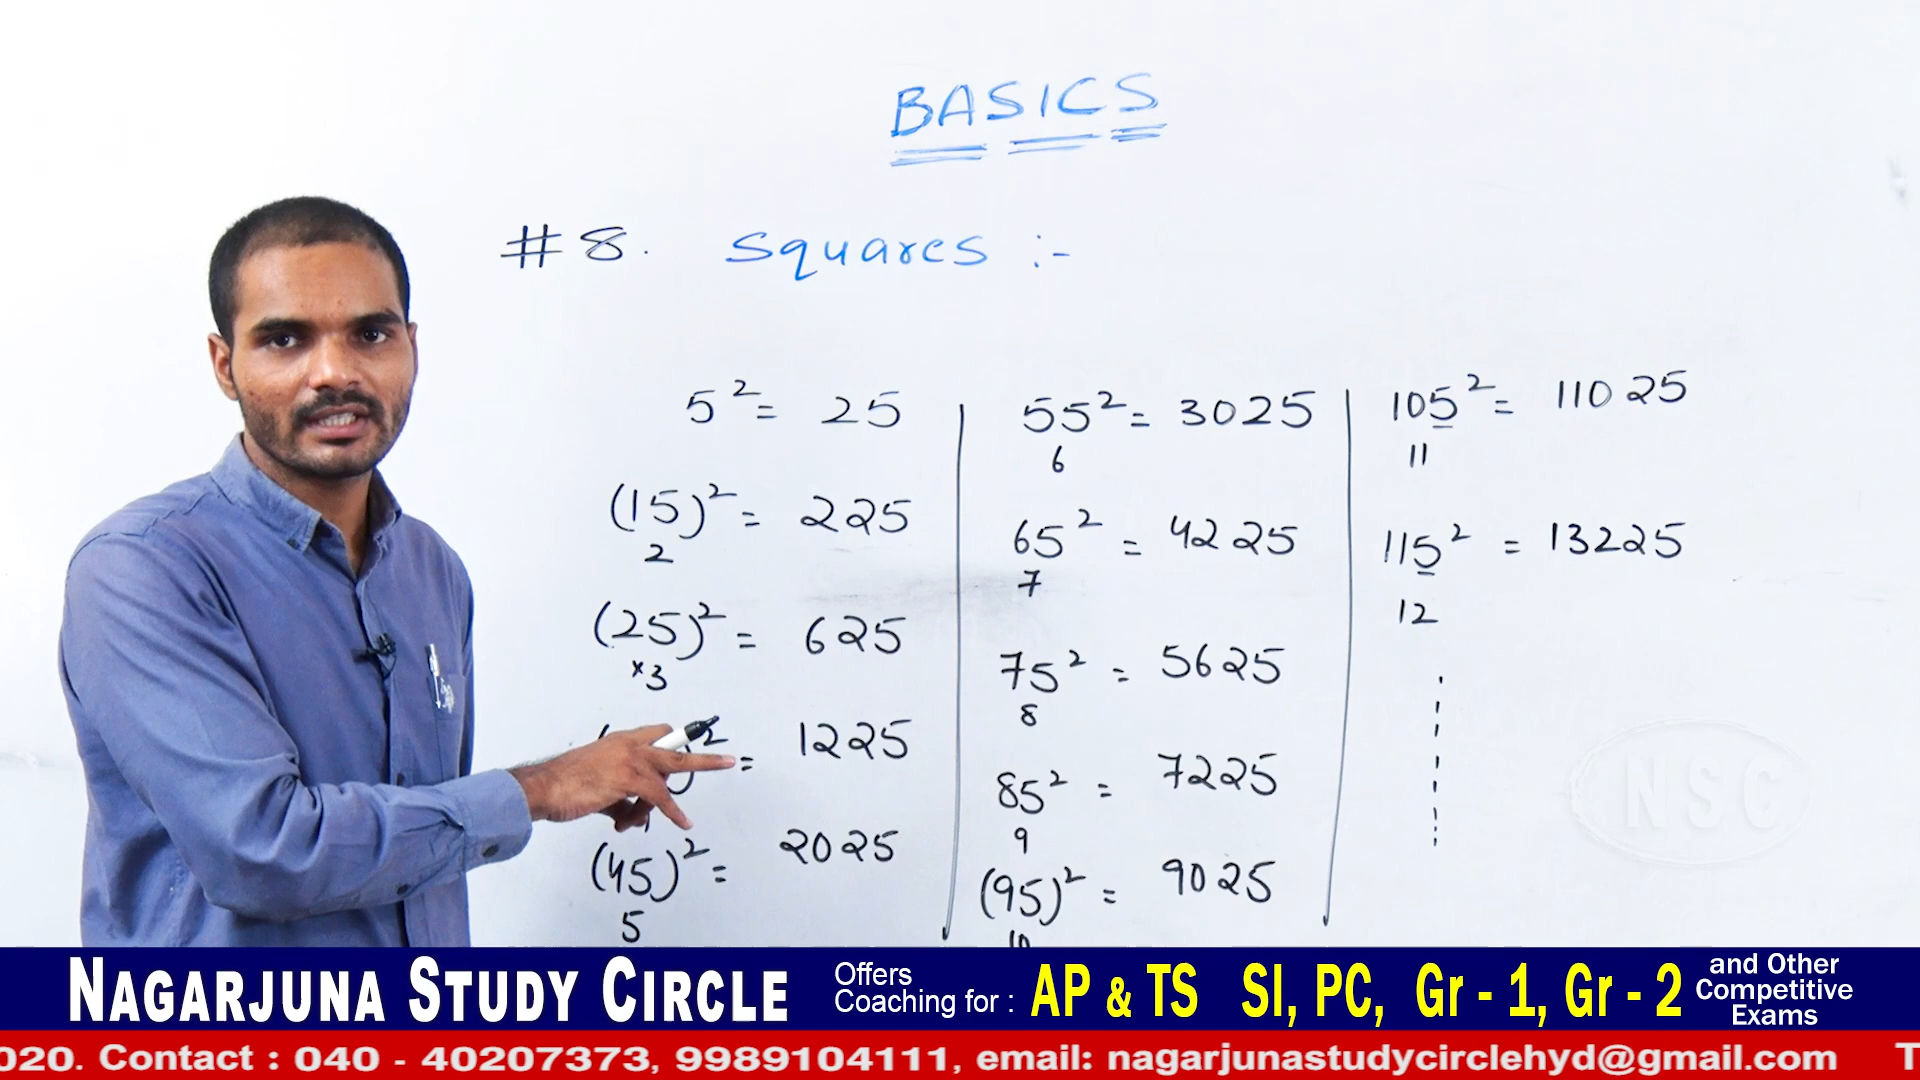 BASICS
#8. Squares :-
5² = 25
(15)² = 225
2
(25)² = 625
×3
)² = 1225
(45)² = 2025
5
55² = 3025
6
65² = 4225
7
75² = 5625
8
85² = 7225
9
(95)² = 9025
10
105² = 11025
11
115² = 13225
12
NSC
NAGARJUNA STUDY CIRCLE
Offers
Coaching for :
AP & TS SI, PC, Gr - 1, Gr - 2
and Other
Competitive
Exams
020. Contact : 040 - 40207373, 9989104111, email: nagarjunastudycirclehyd@gmail.com T